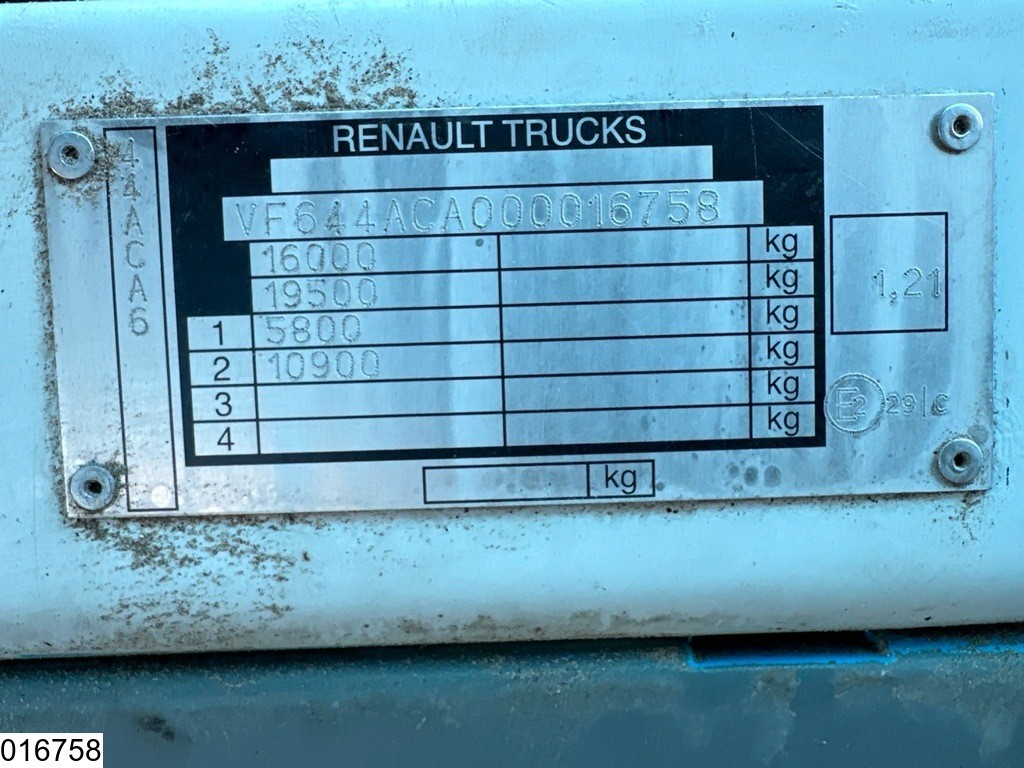 44ACA6
RENAULT TRUCKS
VF644ACA000016758
16000 kg
19500 kg
1 5800 kg
2 10900 kg
3 kg
4 kg
kg
1,21
E2 29|C
016758